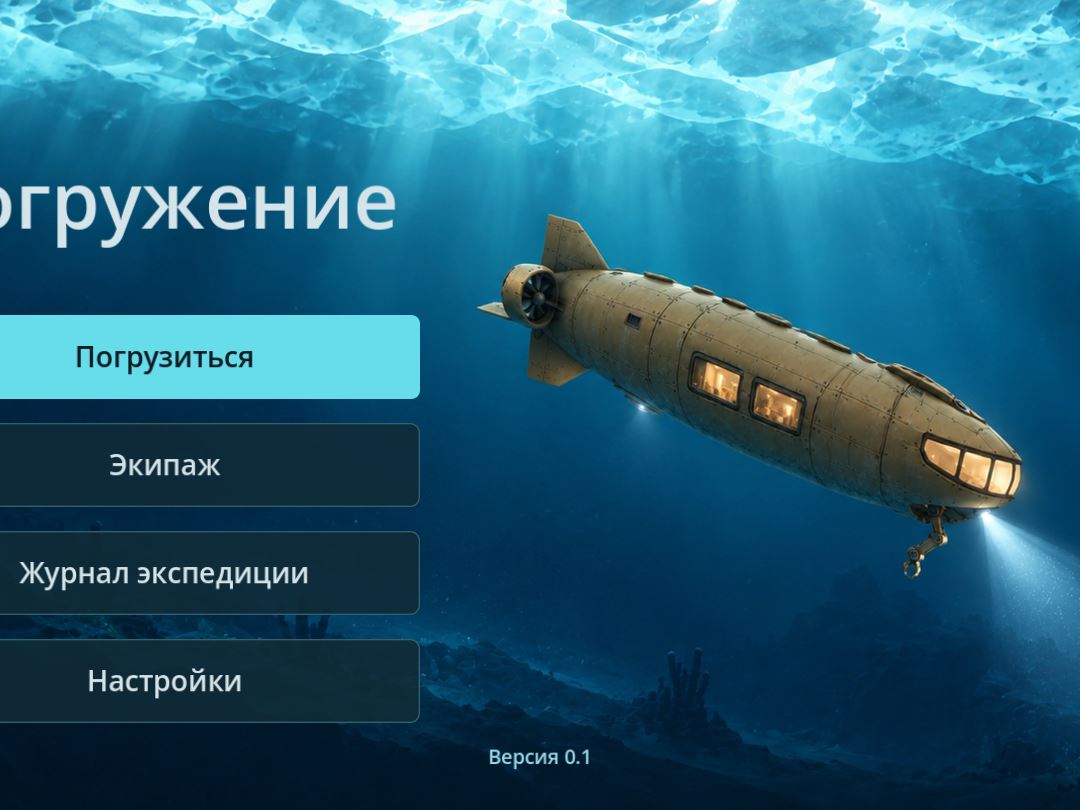 огружение
Погрузиться
Экипаж
Журнал экспедиции
Настройки
Версия 0.1